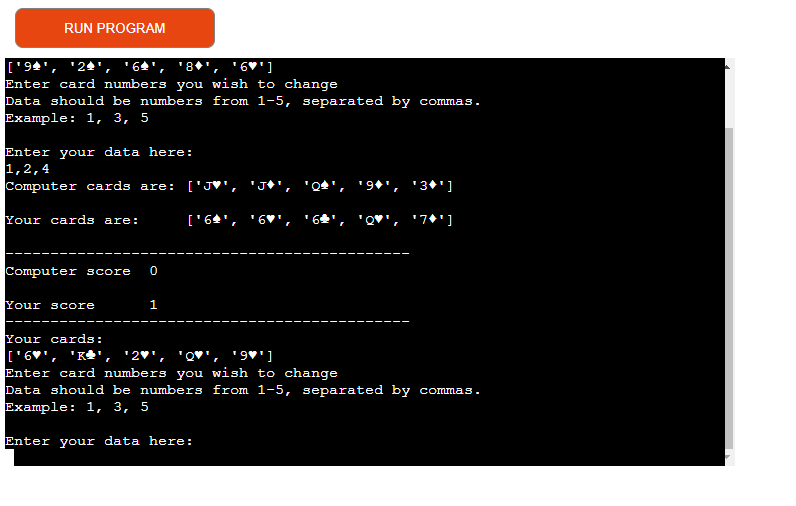 RUN PROGRAM
['9♠', '2♠', '6♠', '8♦', '6♥']
Enter card numbers you wish to change
Data should be numbers from 1-5, separated by commas.
Example: 1, 3, 5
Enter your data here:
1,2,4
Computer cards are: ['J♥', 'J♦', 'Q♠', '9♦', '3♦']
Your cards are:     ['6♠', '6♥', '6♣', 'Q♥', '7♦']
---------------------------------------------
Computer score  0
Your score      1
---------------------------------------------
Your cards:
['6♥', 'K♣', '2♥', 'Q♥', '9♥']
Enter card numbers you wish to change
Data should be numbers from 1-5, separated by commas.
Example: 1, 3, 5
Enter your data here: